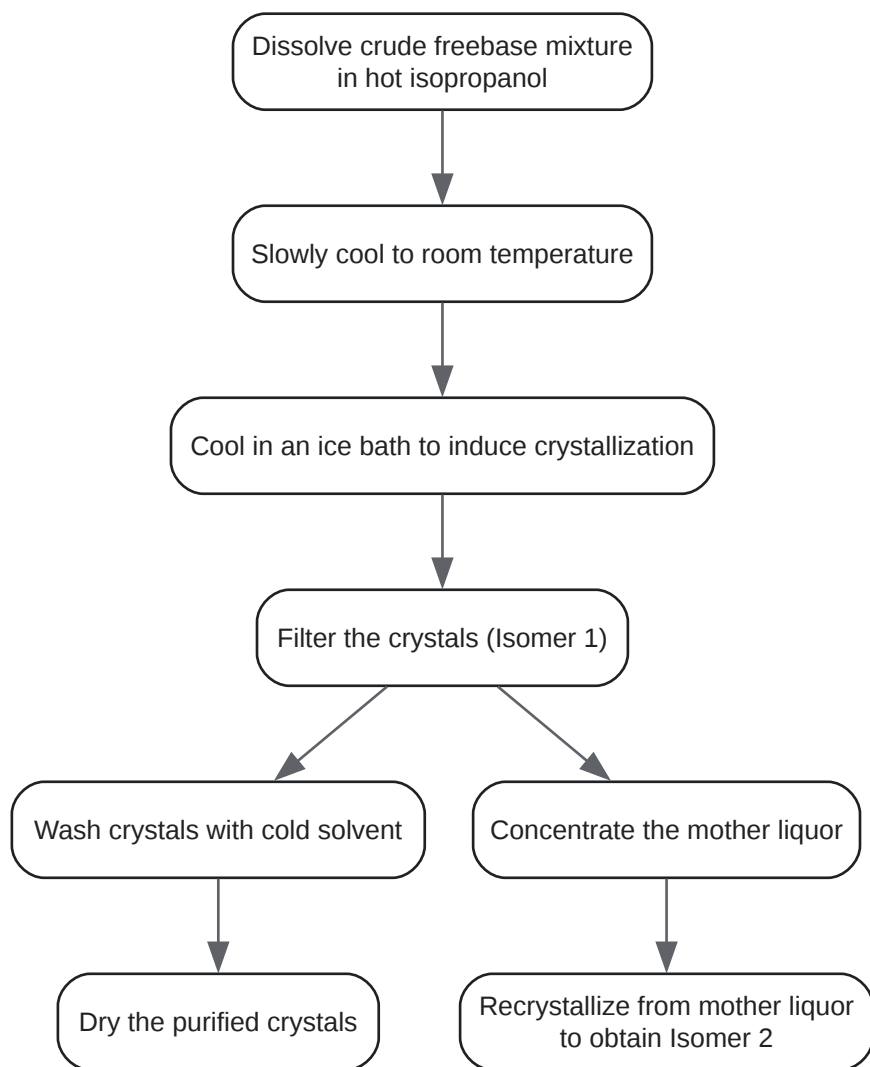 Dissolve crude freebase mixture
in hot isopropanol
Slowly cool to room temperature
Cool in an ice bath to induce crystallization
Filter the crystals (Isomer 1)
Wash crystals with cold solvent
Concentrate the mother liquor
Dry the purified crystals
Recrystallize from mother liquor
to obtain Isomer 2